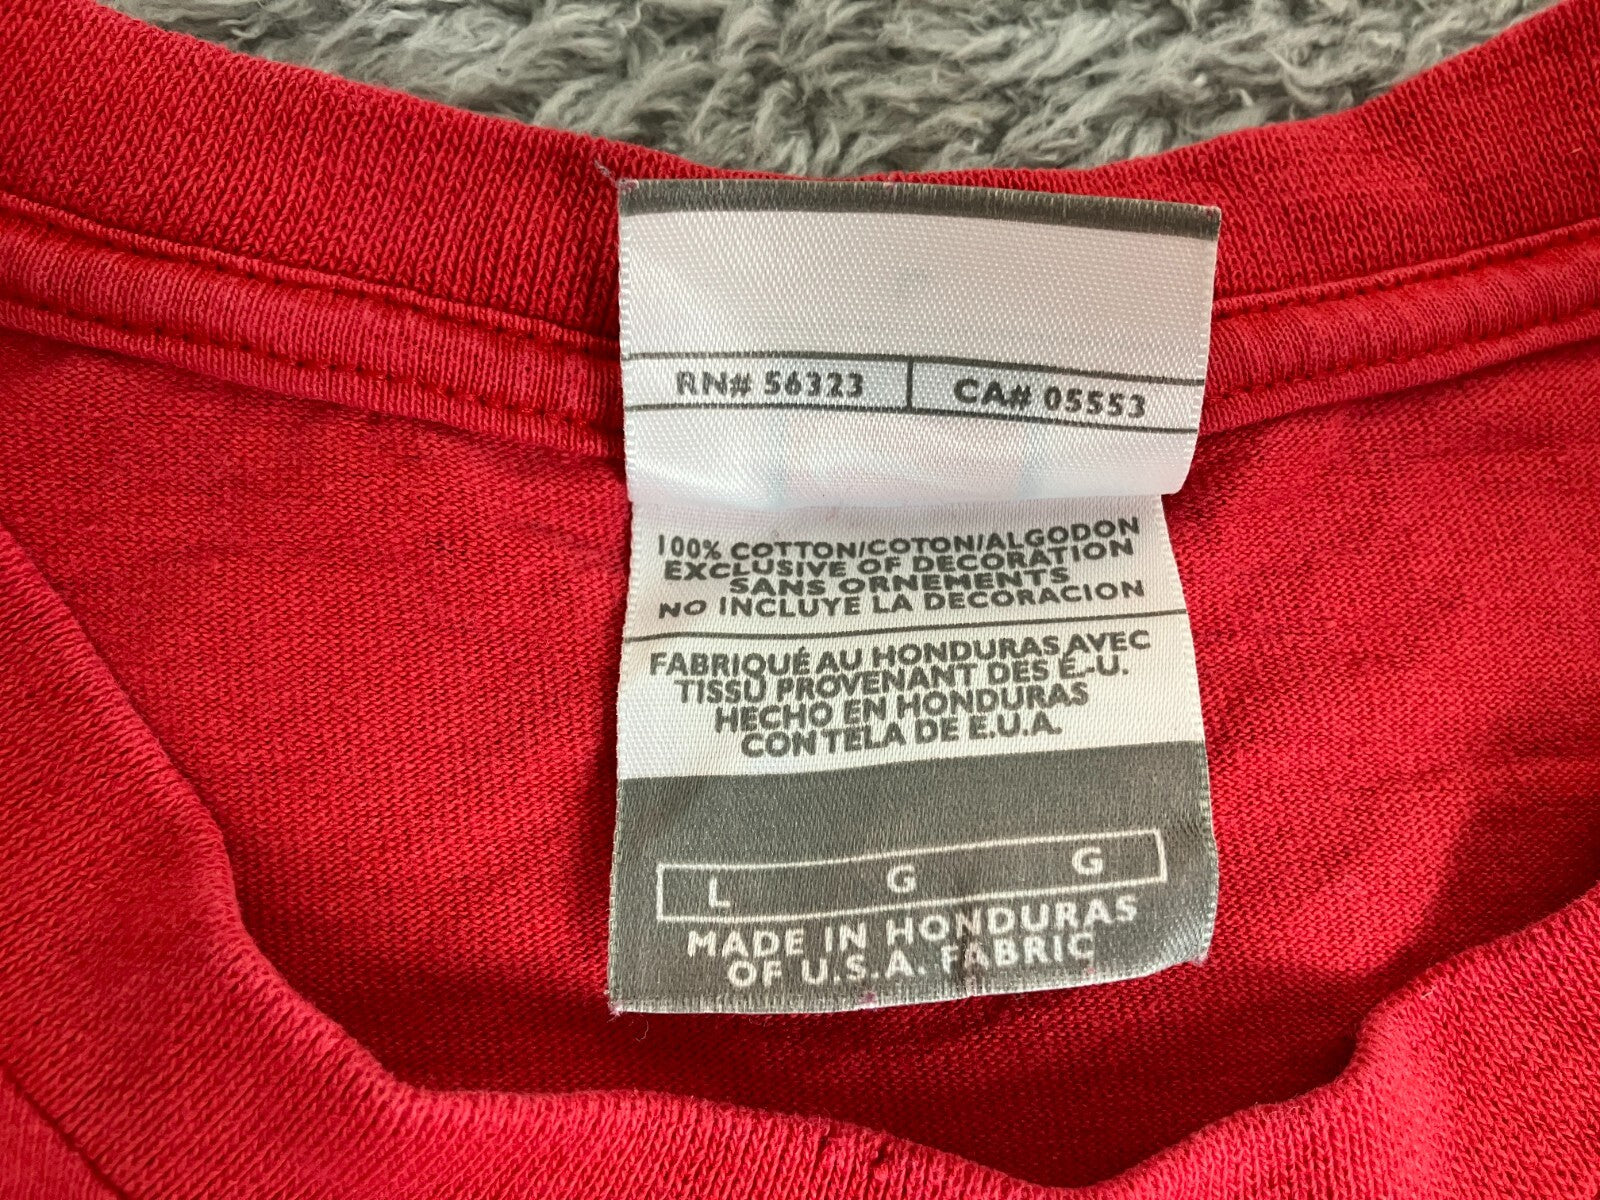 RN# 56323 CA# 05553
100% COTTON/COTON/ALGODON
EXCLUSIVE OF DECORATION
SANS ORNEMENTS
NO INCLUYE LA DECORACION
FABRIQUÉ AU HONDURAS AVEC
TISSU PROVENANT DES É.-U.
HECHO EN HONDURAS
CON TELA DE E.U.A.
L G G
MADE IN HONDURAS
OF U.S.A. FABRIC